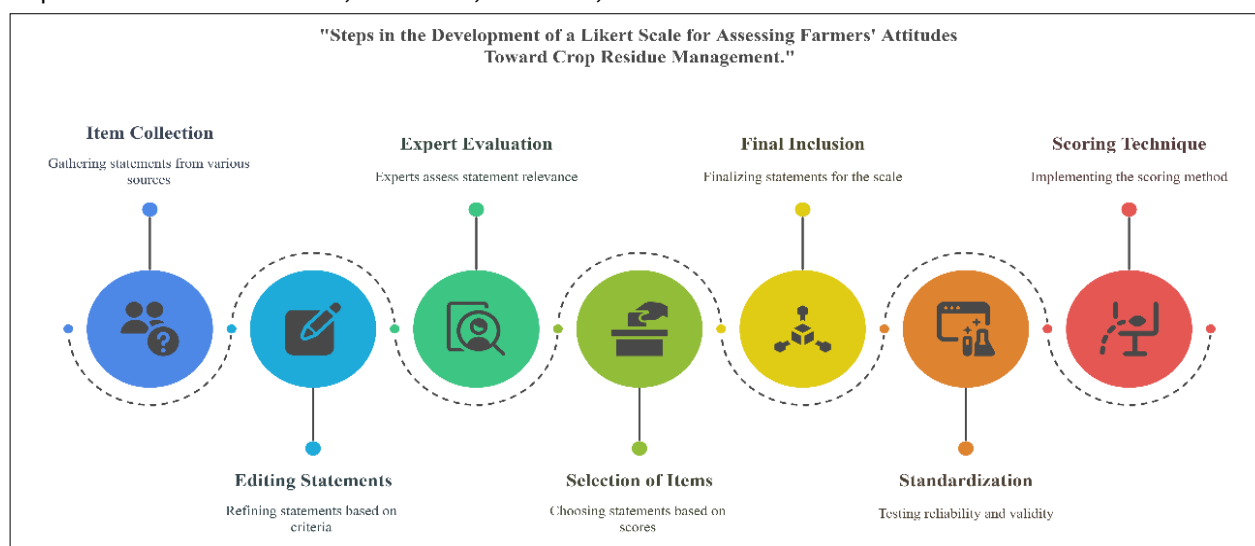 "Steps in the Development of a Likert Scale for Assessing Farmers' Attitudes
Toward Crop Residue Management."
Item Collection
Gathering statements from various
sources
Editing Statements
Refining statements based on
criteria
Expert Evaluation
Experts assess statement relevance
Selection of Items
Choosing statements based on
scores
Final Inclusion
Finalizing statements for the scale
Standardization
Testing reliability and validity
Scoring Technique
Implementing the scoring method